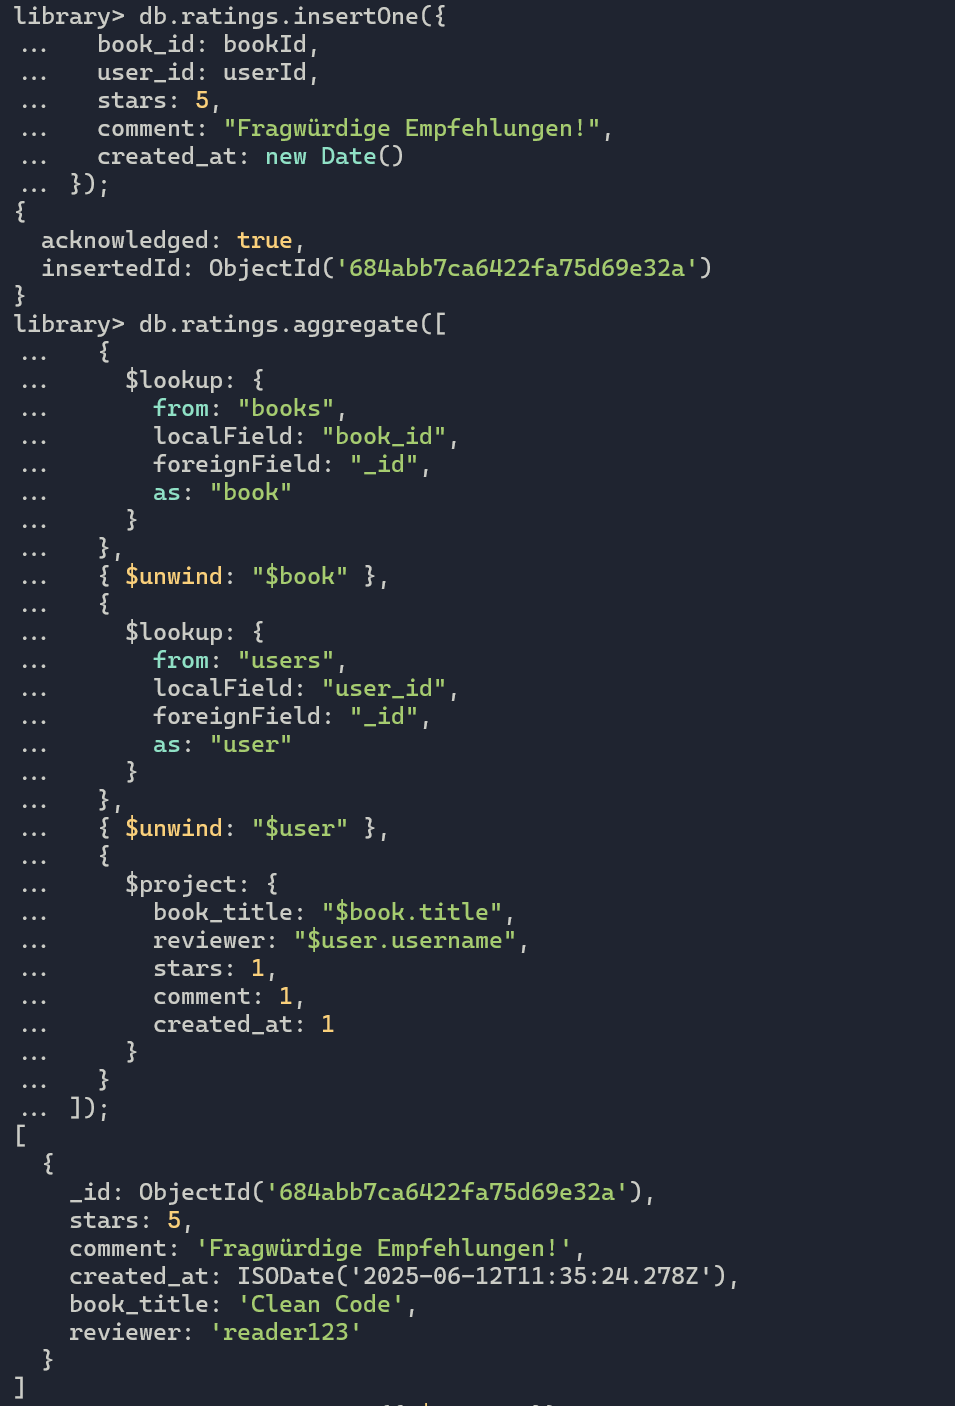 library> db.ratings.insertOne({
...   book_id: bookId,
...   user_id: userId,
...   stars: 5,
...   comment: "Fragwürdige Empfehlungen!",
...   created_at: new Date()
... });
{
  acknowledged: true,
  insertedId: ObjectId('684abb7ca6422fa75d69e32a')
}
library> db.ratings.aggregate([
...   {
...     $lookup: {
...       from: "books",
...       localField: "book_id",
...       foreignField: "_id",
...       as: "book"
...     }
...   },
...   { $unwind: "$book" },
...   {
...     $lookup: {
...       from: "users",
...       localField: "user_id",
...       foreignField: "_id",
...       as: "user"
...     }
...   },
...   { $unwind: "$user" },
...   {
...     $project: {
...       book_title: "$book.title",
...       reviewer: "$user.username",
...       stars: 1,
...       comment: 1,
...       created_at: 1
...     }
...   }
... ]);
[
  {
    _id: ObjectId('684abb7ca6422fa75d69e32a'),
    stars: 5,
    comment: 'Fragwürdige Empfehlungen!',
    created_at: ISODate('2025-06-12T11:35:24.278Z'),
    book_title: 'Clean Code',
    reviewer: 'reader123'
  }
]